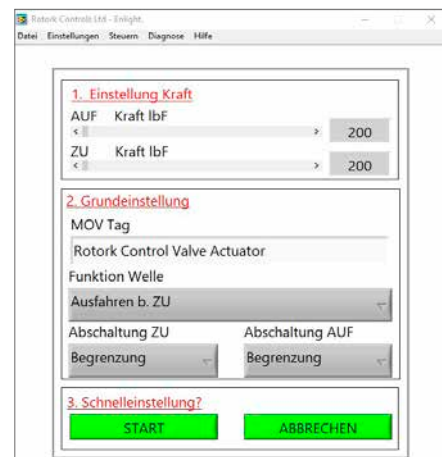 Rotork Controls Ltd - Enlight.
Datei Einstellungen Steuern Diagnose Hilfe
1. Einstellung Kraft
AUF Kraft lbF
200
ZU Kraft lbF
200
2. Grundeinstellung
MOV Tag
Rotork Control Valve Actuator
Funktion Welle
Ausfahren b. ZU
Abschaltung ZU Abschaltung AUF
Begrenzung Begrenzung
3. Schnelleinstellung?
START ABBRECHEN